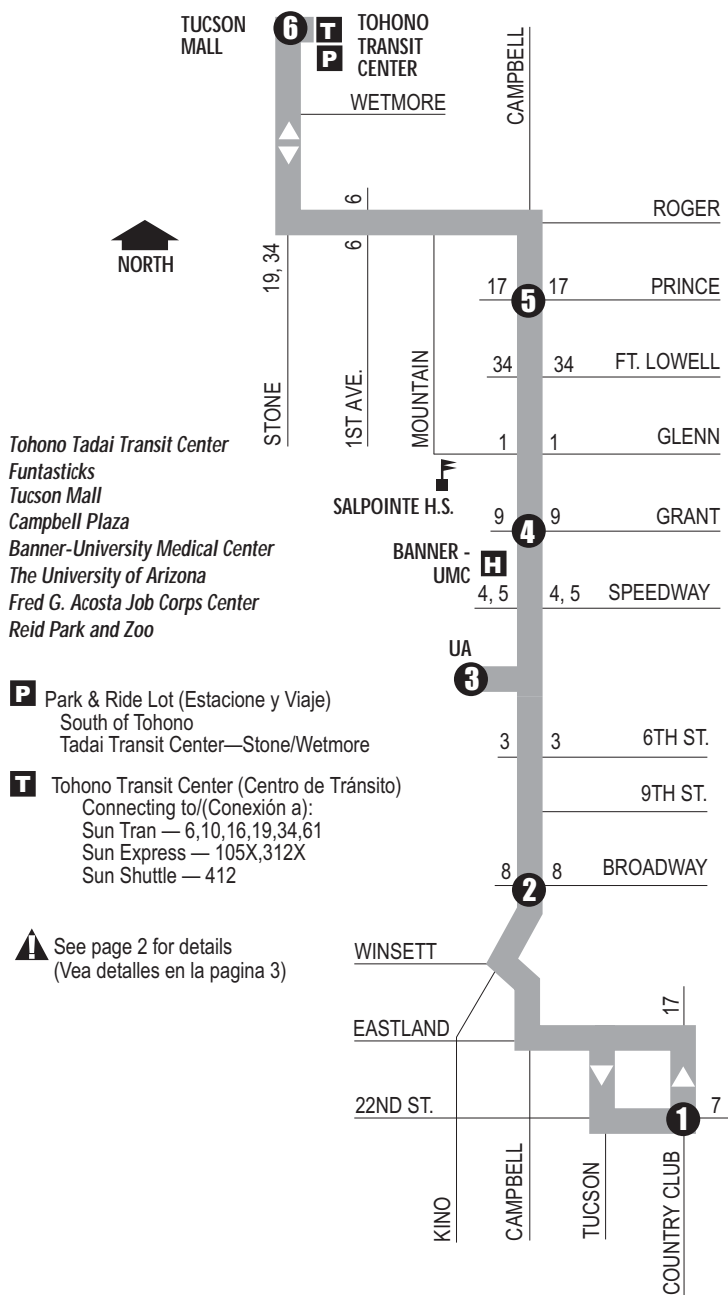 TUCSON
MALL
6
T
P
TOHONO
TRANSIT
CENTER
CAMPBELL
WETMORE
NORTH
19, 34
6
6
ROGER
17
5
17
PRINCE
34
34
FT. LOWELL
STONE
1ST AVE.
MOUNTAIN
1
1
GLENN
SALPOINTE H.S.
9
4
9
GRANT
BANNER -
UMC
H
4, 5
4, 5
SPEEDWAY
UA
3
3
3
6TH ST.
9TH ST.
8
2
8
BROADWAY
WINSETT
EASTLAND
17
22ND ST.
1
7
KINO
CAMPBELL
TUCSON
COUNTRY CLUB
Tohono Tadai Transit Center
Funtasticks
Tucson Mall
Campbell Plaza
Banner-University Medical Center
The University of Arizona
Fred G. Acosta Job Corps Center
Reid Park and Zoo
P Park & Ride Lot (Estacione y Viaje)
South of Tohono
Tadai Transit Center—Stone/Wetmore
T Tohono Transit Center (Centro de Tránsito)
Connecting to/(Conexión a):
Sun Tran — 6,10,16,19,34,61
Sun Express — 105X,312X
Sun Shuttle — 412
! See page 2 for details
(Vea detalles en la pagina 3)